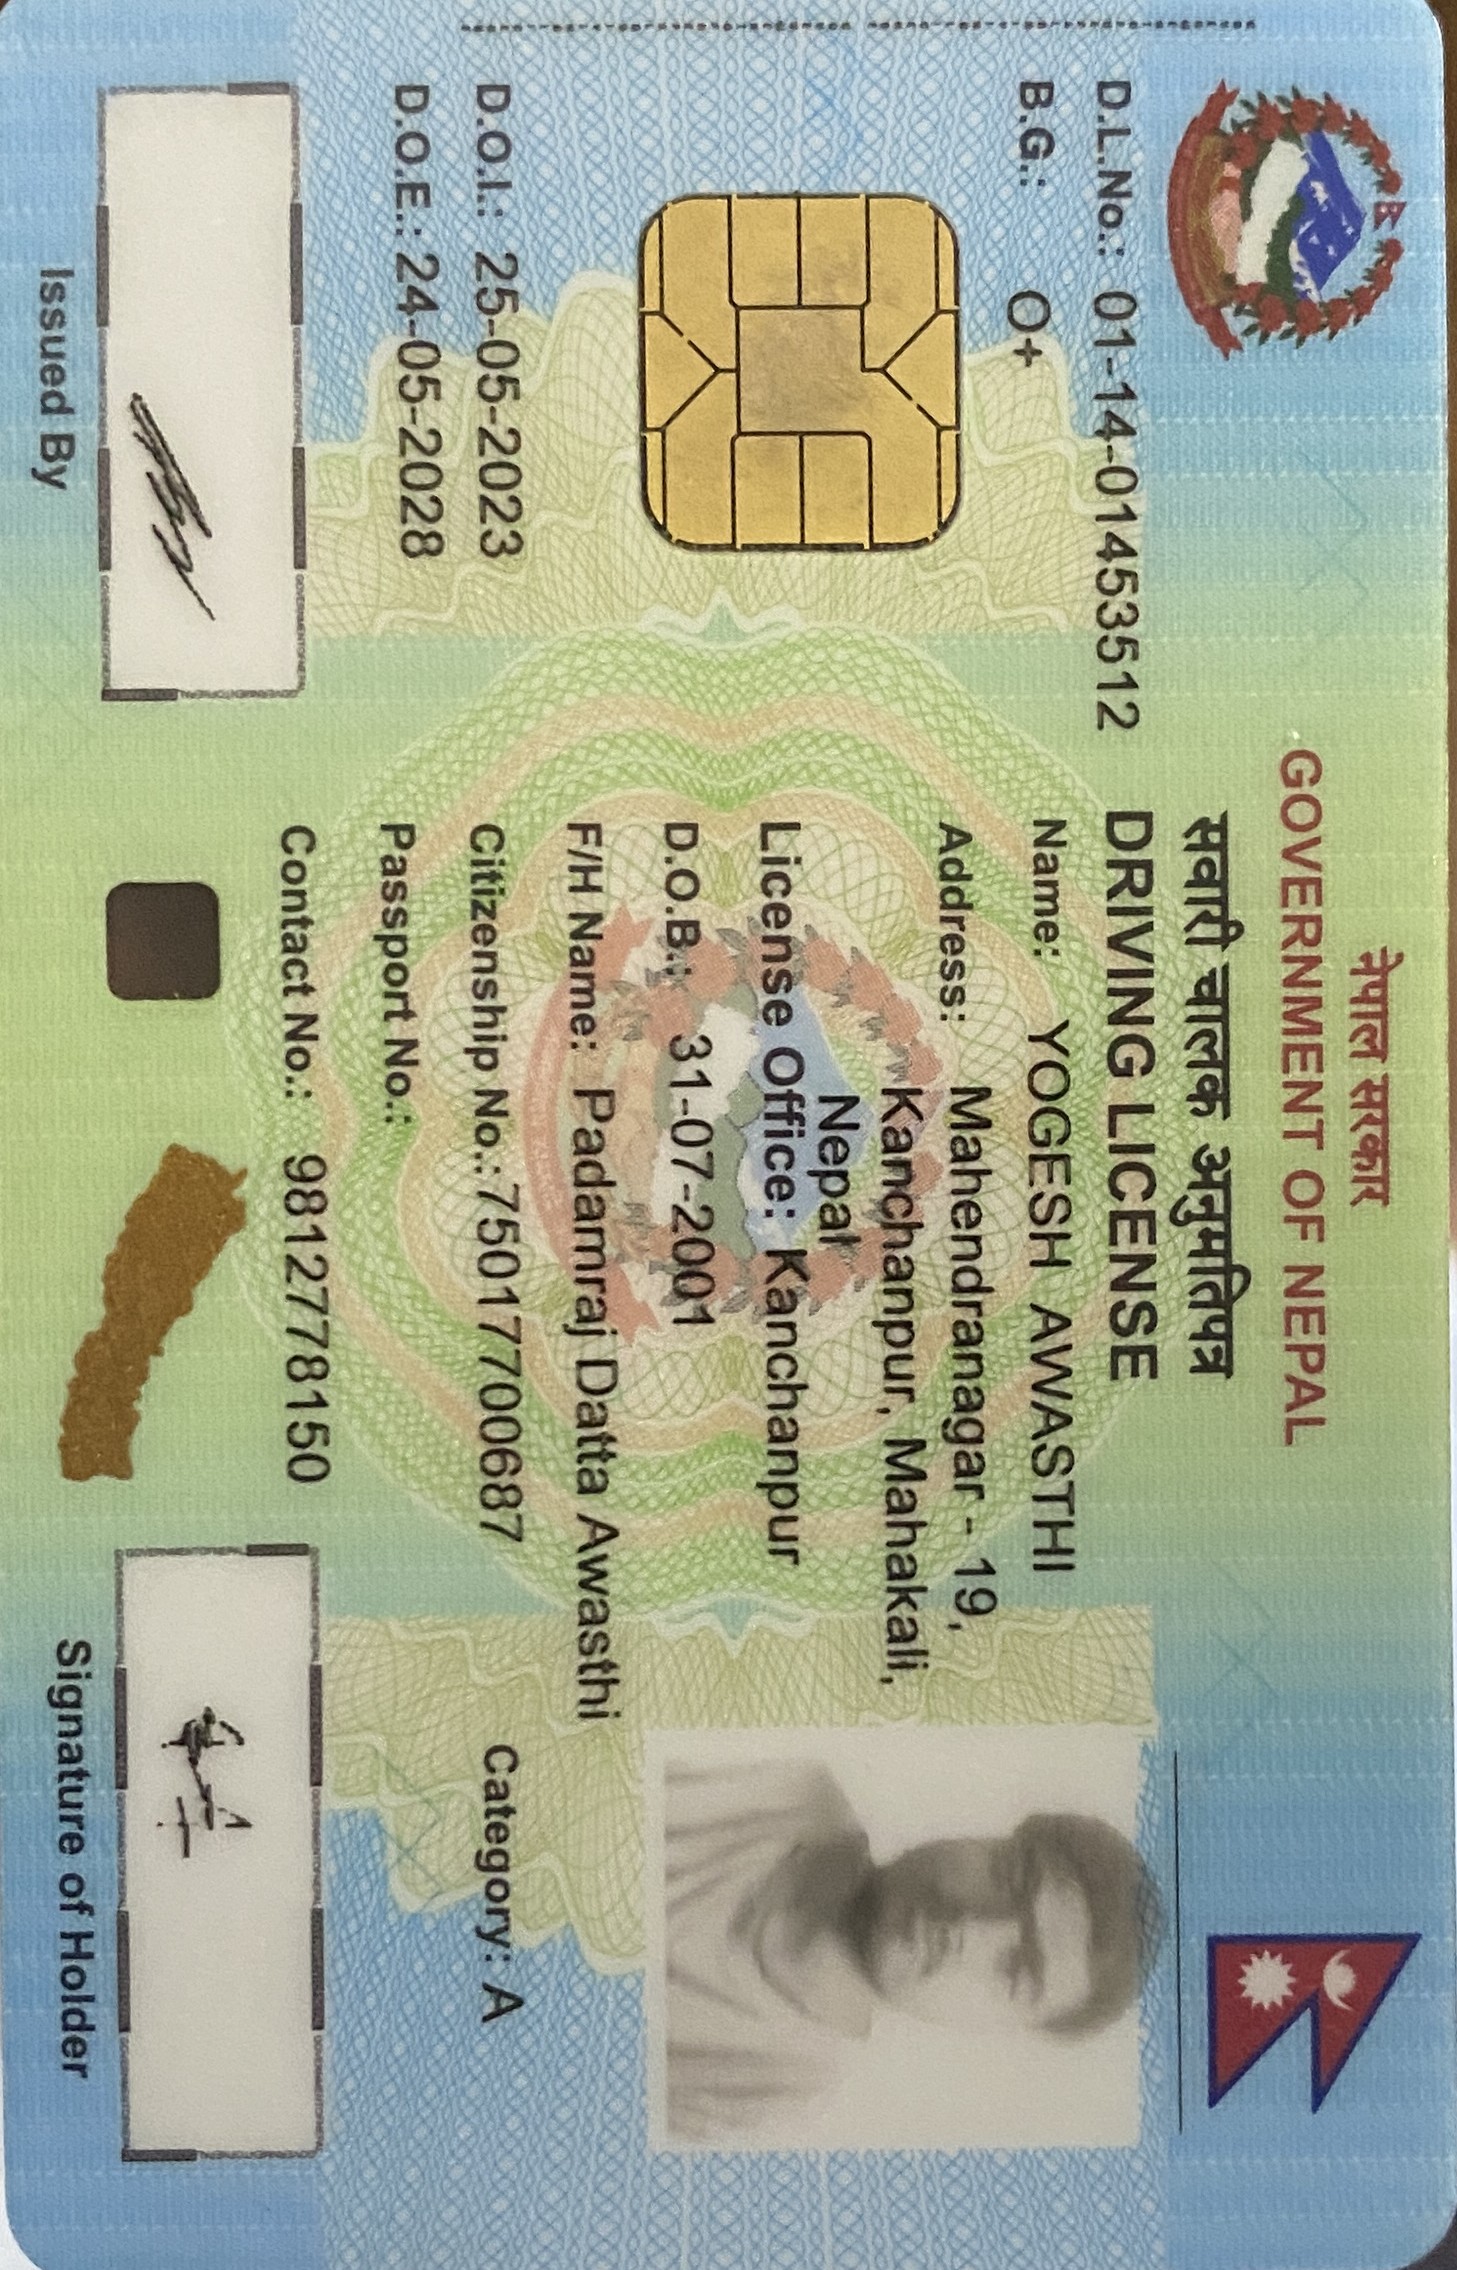 नेपाल सरकार
GOVERNMENT OF NEPAL
सवारी चालक अनुमतिपत्र
DRIVING LICENSE
D.L.No.: 01-14-01453512
B.G.: O+
Name: YOGESH AWASTHI
Address: Mahendranagar - 19,
Kanchanpur, Mahakali,
Nepal
License Office: Kanchanpur
D.O.B.: 31-07-2001
F/H Name: Padamraj Datta Awasthi
D.O.I.: 25-05-2023
Citizenship No.: 75017700687
Category: A
D.O.E.: 24-05-2028
Passport No.:
Contact No.: 9812778150
Issued By
Signature of Holder